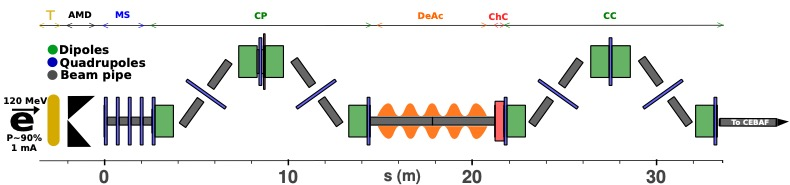 T AMD MS CP DeAc ChC CC
Dipoles
Quadrupoles
Beam pipe
120 MeV
e
P~90%
1 mA
To CEBAF
0 10 20 30
s (m)